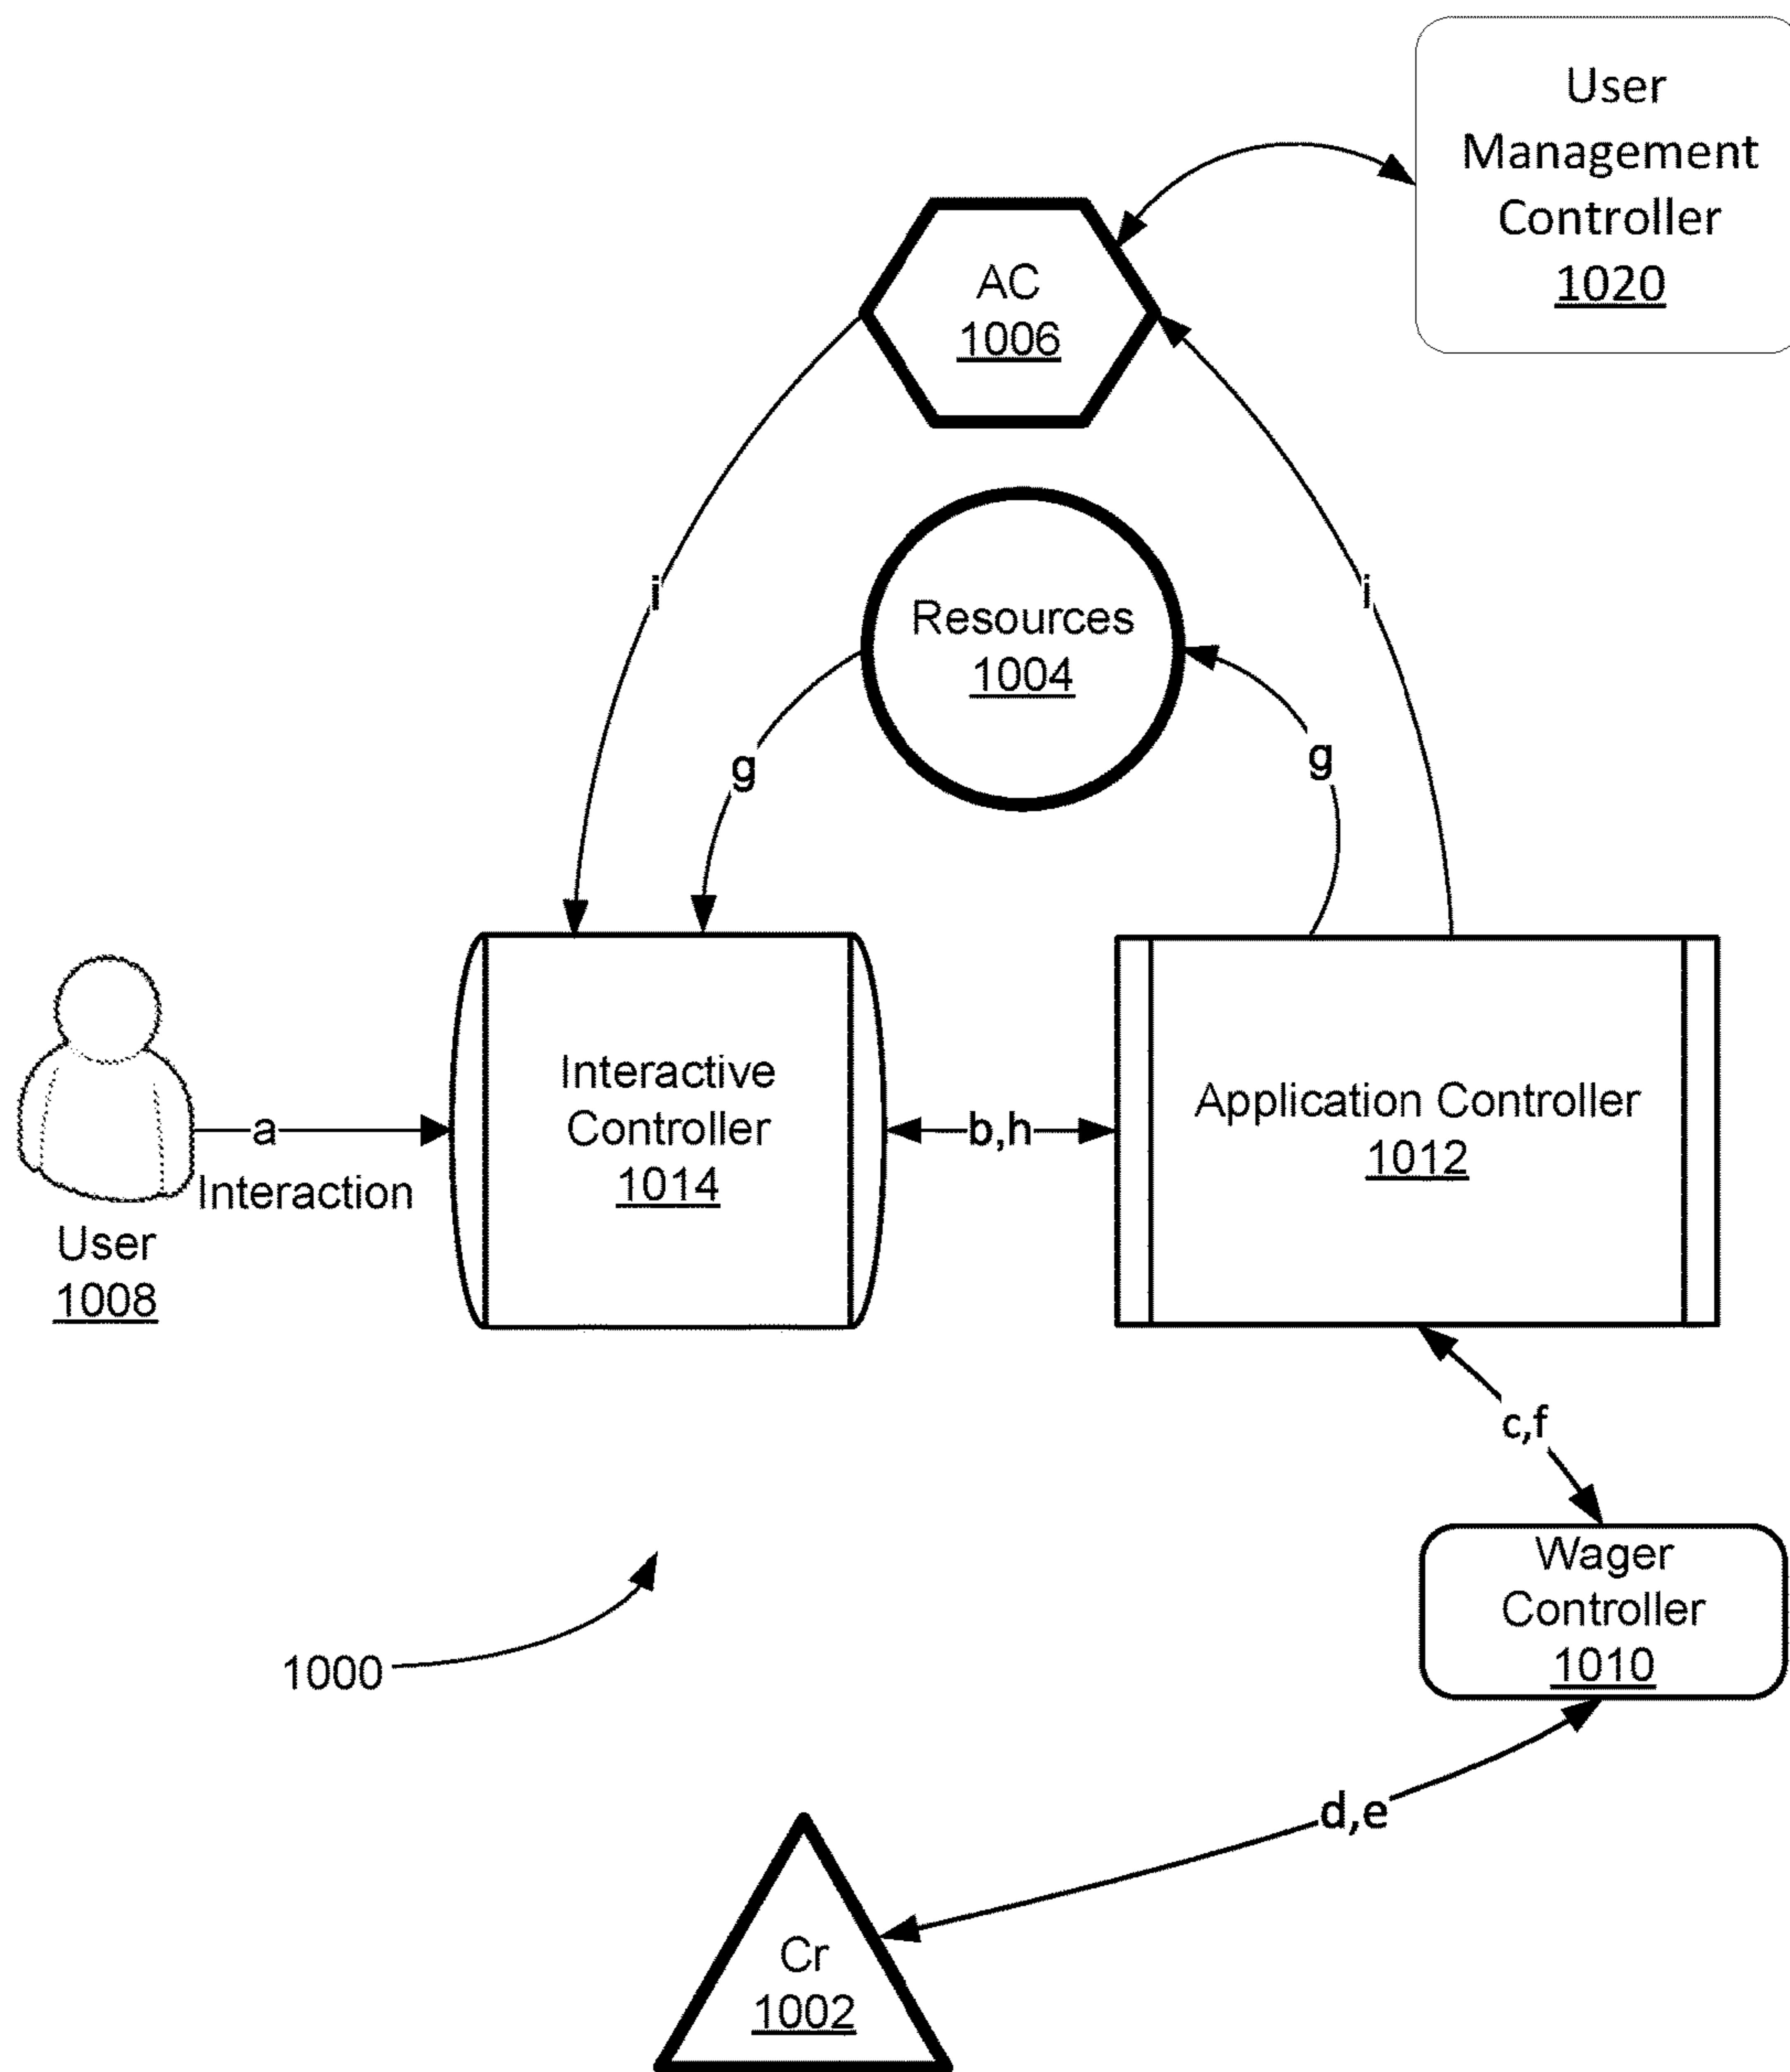 User
Management
Controller
1020
AC
1006
i
i
Resources
1004
g
g
Interactive
Controller
1014
Application Controller
1012
a
Interaction
b,h
User
1008
c,f
Wager
Controller
1010
1000
d,e
Cr
1002